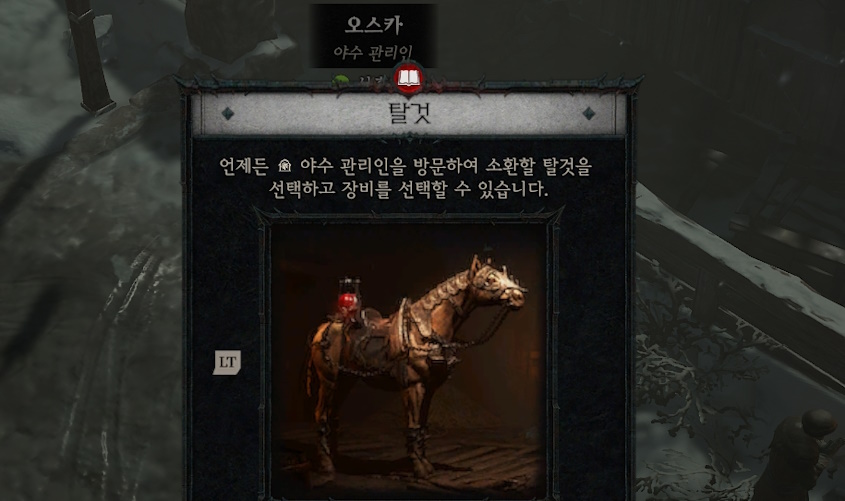 오스카
야수 관리인
탈것
언제든 야수 관리인을 방문하여 소환할 탈것을
선택하고 장비를 선택할 수 있습니다.
LT